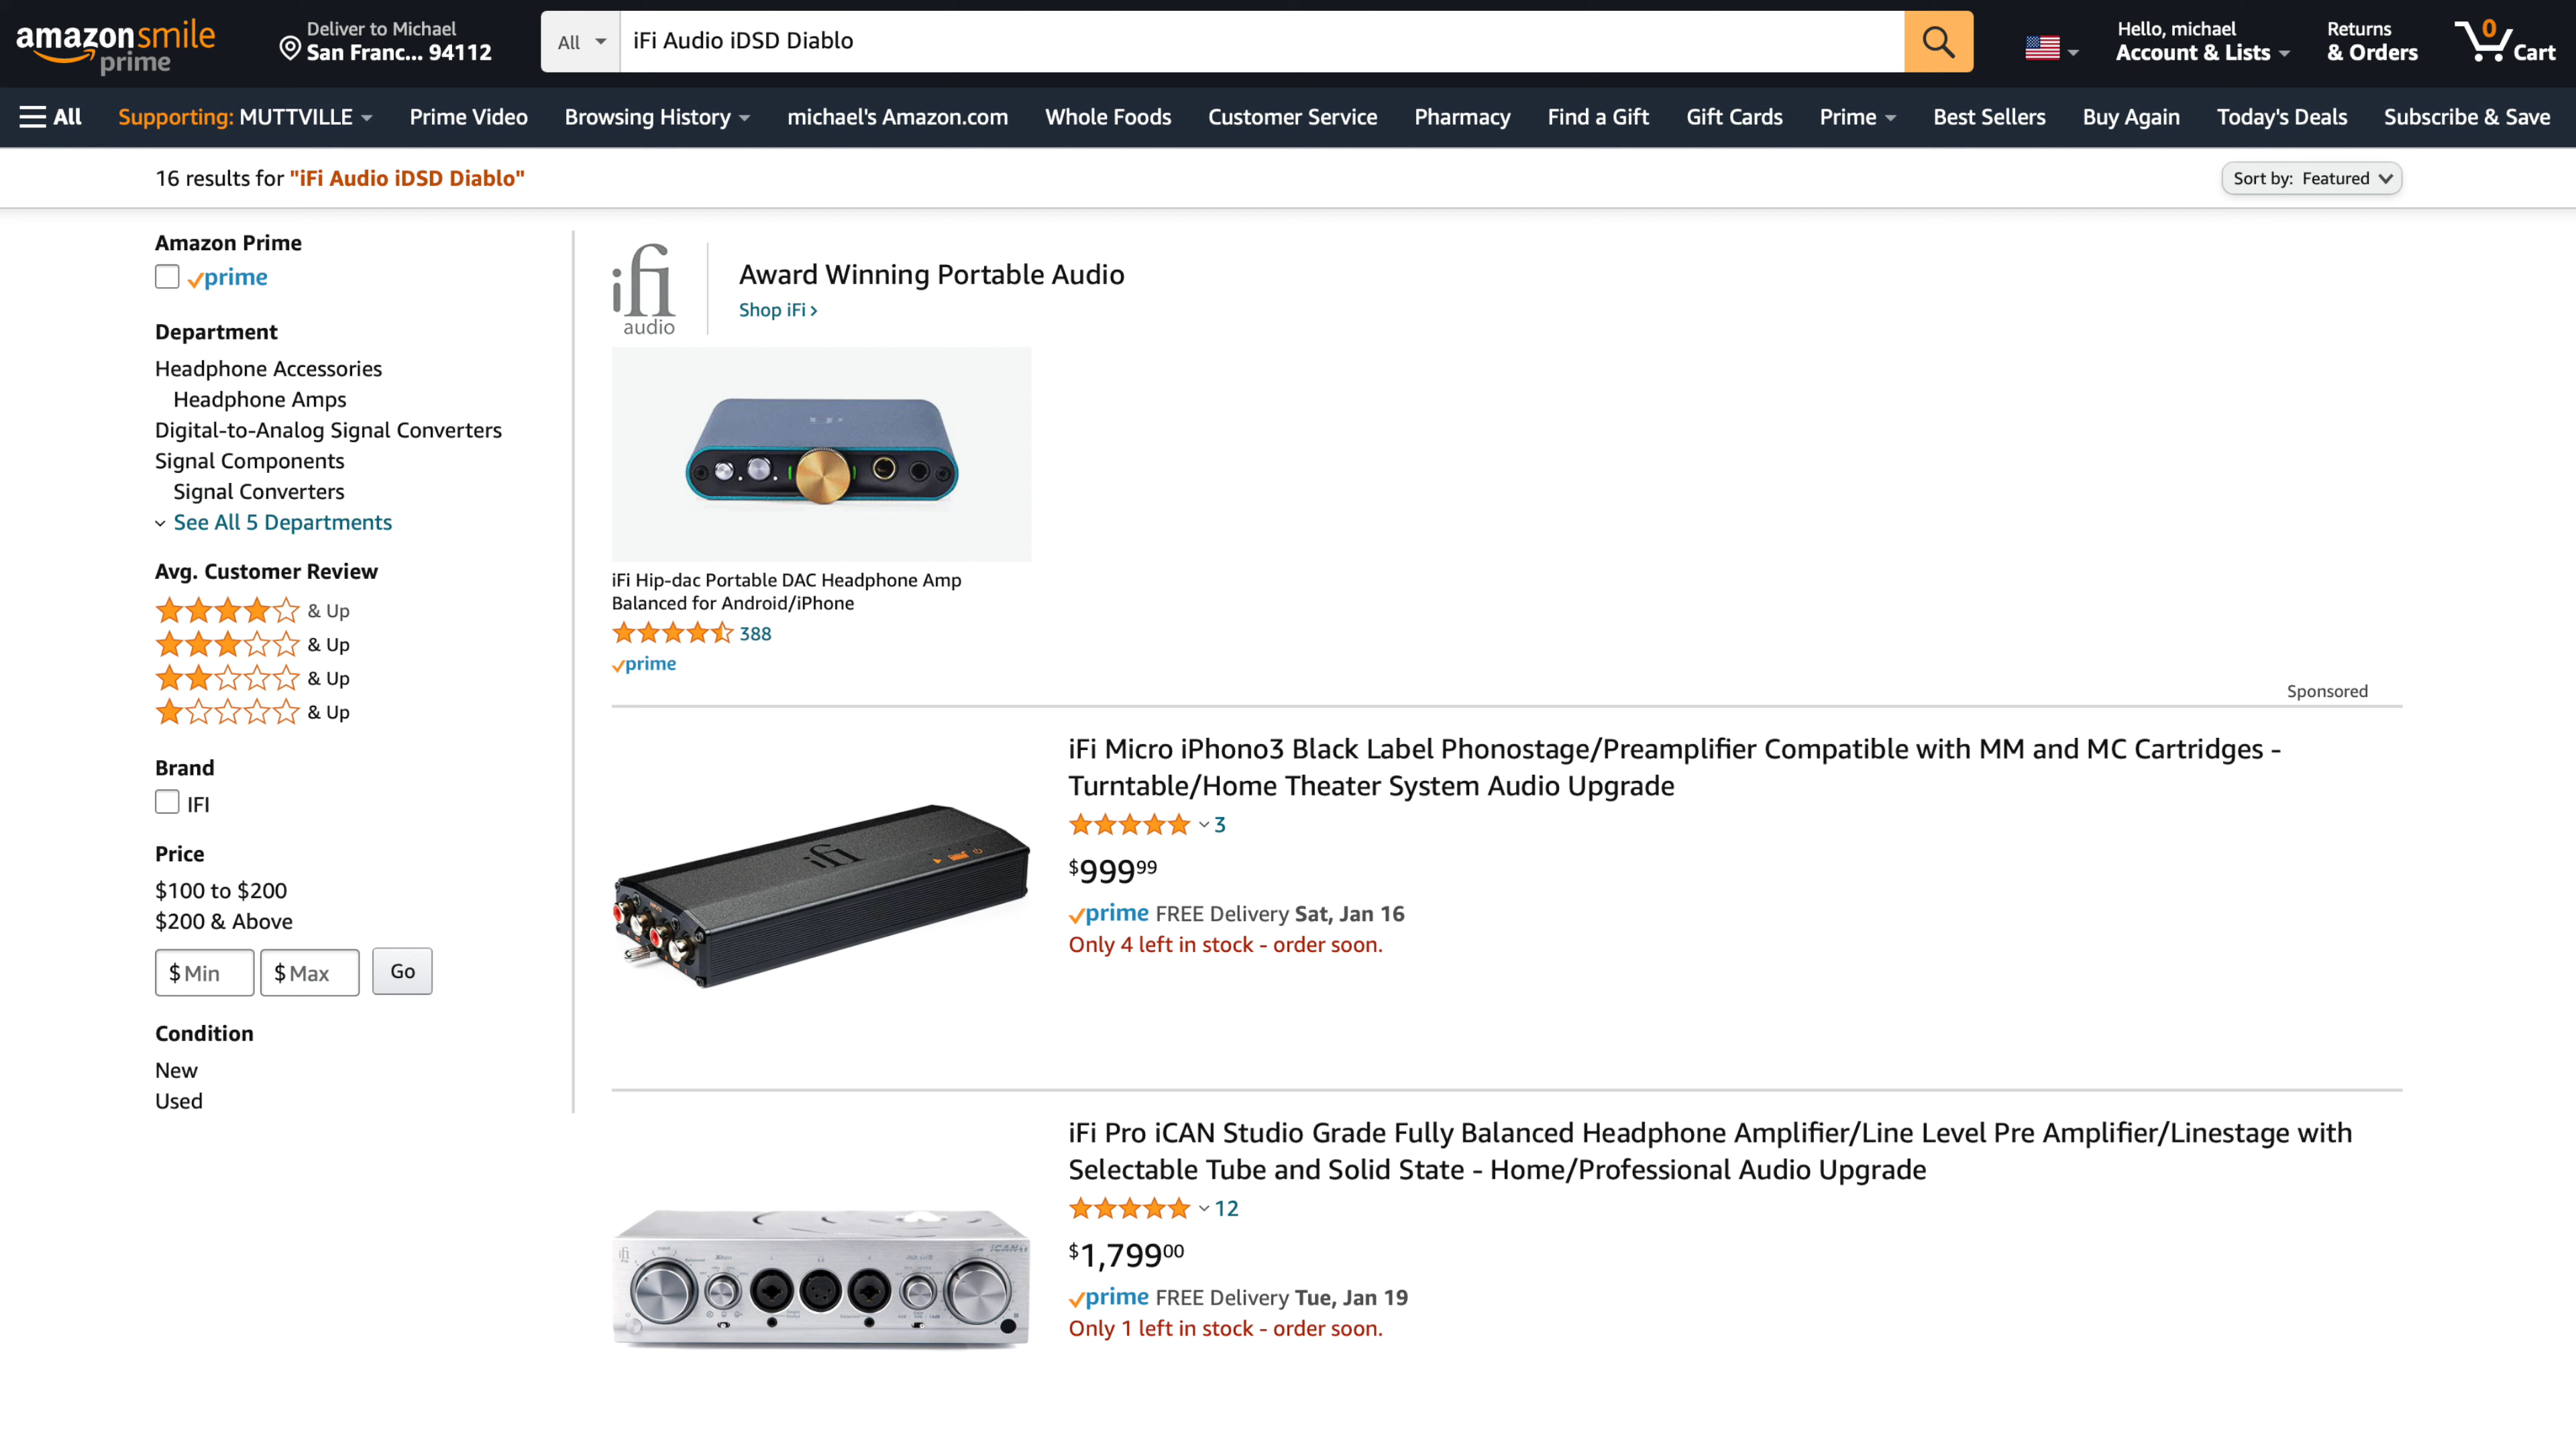 amazonsmile
prime
Deliver to Michael
San Franc... 94112
All
iFi Audio iDSD Diablo
Hello, michael
Account & Lists
Returns
& Orders
0
Cart
All
Supporting: MUTTVILLE
Prime Video
Browsing History
michael's Amazon.com
Whole Foods
Customer Service
Pharmacy
Find a Gift
Gift Cards
Prime
Best Sellers
Buy Again
Today's Deals
Subscribe & Save
16 results for "iFi Audio iDSD Diablo"
Sort by: Featured
Amazon Prime
prime
Department
Headphone Accessories
Headphone Amps
Digital-to-Analog Signal Converters
Signal Components
Signal Converters
See All 5 Departments
Avg. Customer Review
& Up
& Up
& Up
& Up
Brand
IFI
Price
$100 to $200
$200 & Above
$ Min
$ Max
Go
Condition
New
Used
ifi
audio
Award Winning Portable Audio
Shop iFi ›
iFi Hip-dac Portable DAC Headphone Amp
Balanced for Android/iPhone
388
prime
Sponsored
ifi
iFi Micro iPhono3 Black Label Phonostage/Preamplifier Compatible with MM and MC Cartridges -
Turntable/Home Theater System Audio Upgrade
3
$99999
prime FREE Delivery Sat, Jan 16
Only 4 left in stock - order soon.
iFi Pro iCAN Studio Grade Fully Balanced Headphone Amplifier/Line Level Pre Amplifier/Linestage with
Selectable Tube and Solid State - Home/Professional Audio Upgrade
12
$1,79900
prime FREE Delivery Tue, Jan 19
Only 1 left in stock - order soon.